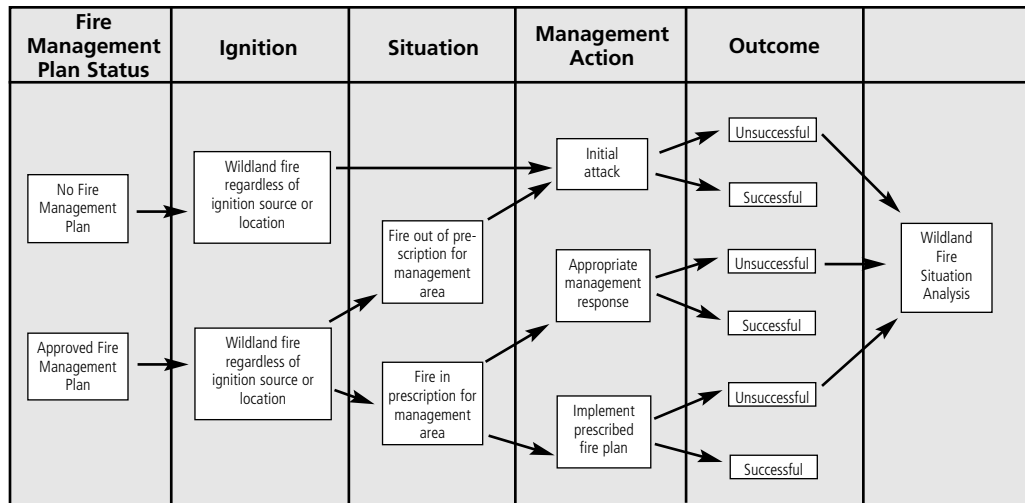 Fire
Management
Plan Status
Ignition
Situation
Management
Action
Outcome
No Fire
Management
Plan
Wildland fire
regardless of
ignition source or
location
Initial
attack
Unsuccessful
Successful
Fire out of pre-
scription for
management
area
Appropriate
management
response
Unsuccessful
Successful
Wildland
Fire
Situation
Analysis
Approved Fire
Management
Plan
Wildland fire
regardless of
ignition source or
location
Fire in
prescription for
management
area
Implement
prescribed
fire plan
Unsuccessful
Successful